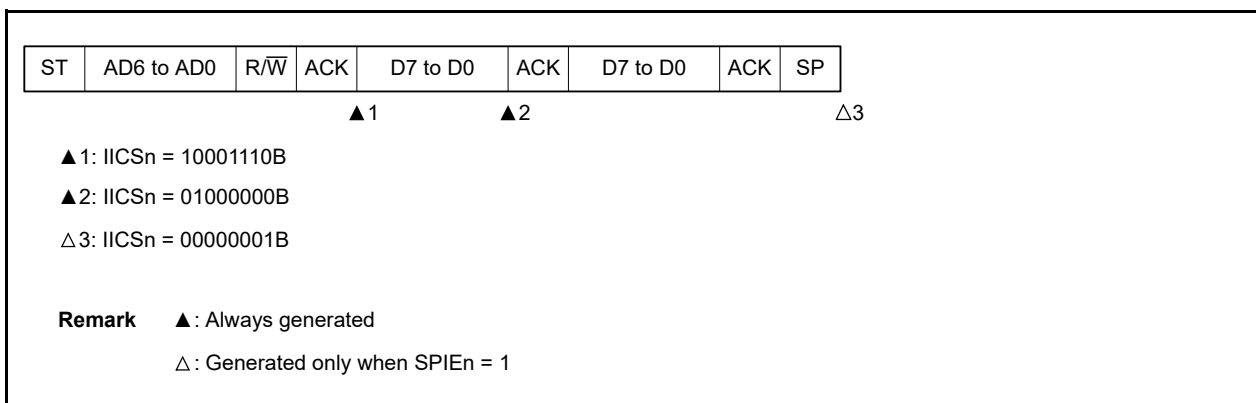 ST AD6 to AD0 R/W̅ ACK D7 to D0 ACK D7 to D0 ACK SP
▲1 ▲2 △3
▲1: IICSn = 10001110B
▲2: IICSn = 01000000B
△3: IICSn = 00000001B
Remark ▲: Always generated
△: Generated only when SPIEn = 1